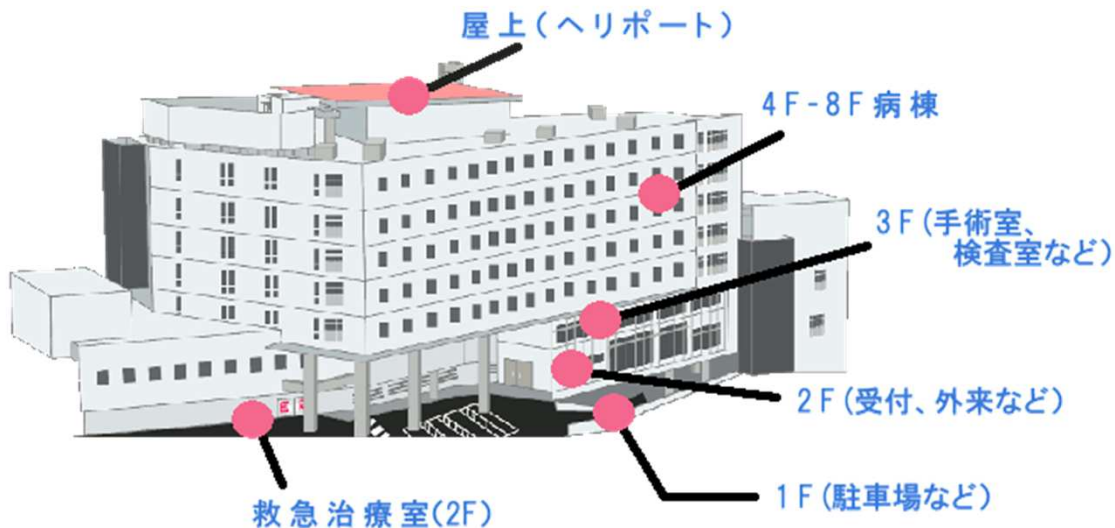 屋上(ヘリポート)
4F-8F病棟
3F(手術室、
検査室など)
2F(受付、外来など)
1F(駐車場など)
救急治療室(2F)